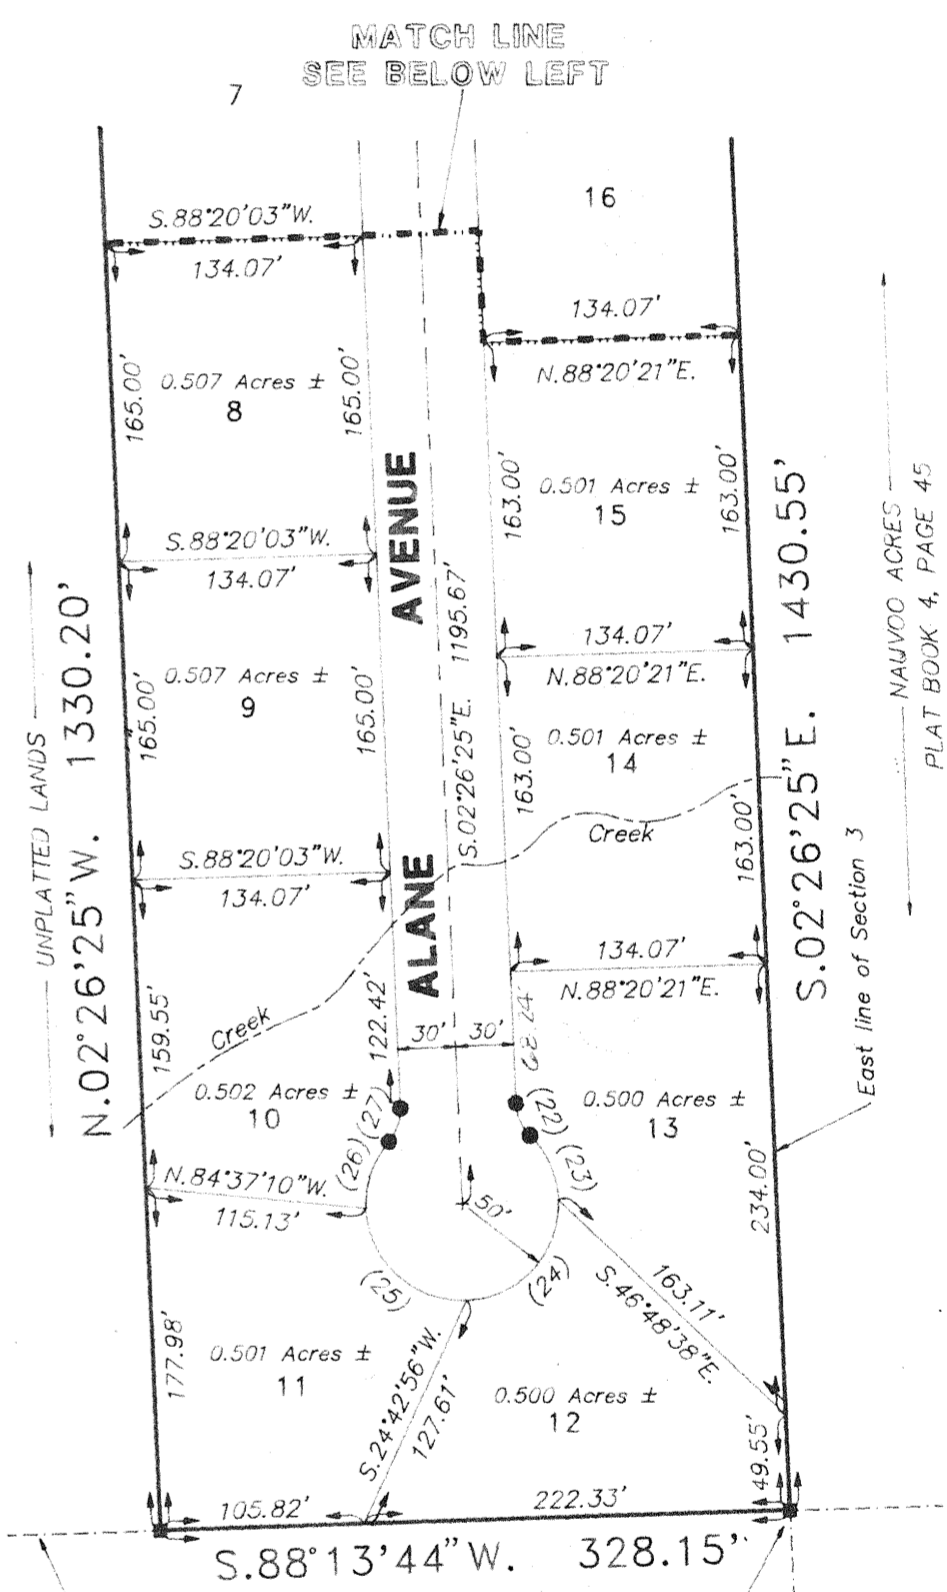 MATCH LINE
SEE BELOW LEFT
7
16
S.88°20'03"W.
134.07'
134.07'
N.88°20'21"E.
165.00'
0.507 Acres ±
8
165.00'
163.00'
0.501 Acres ±
15
163.00'
S.88°20'03"W.
134.07'
AVENUE
S.02°26'25"E. 1195.67'
134.07'
N.88°20'21"E.
165.00'
0.507 Acres ±
9
165.00'
163.00'
0.501 Acres ±
14
163.00'
Creek
S.88°20'03"W.
134.07'
ALANE
134.07'
N.88°20'21"E.
UNPLATTED LANDS
N.02°26'25"W. 1330.20'
S.02°26'25"E. 1430.55'
NAUVOO ACRES
PLAT BOOK 4, PAGE 45
East line of Section 3
Creek
159.55'
122.42'
30'
30'
0.502 Acres ±
10
(27)
(26)
(22)
(23)
0.500 Acres ±
13
234.00'
N.84°37'10"W.
115.13'
50'
(25)
(24)
163.11'
S.46°48'38"E.
177.98'
0.501 Acres ±
11
S.24°42'56"W.
127.61'
0.500 Acres ±
12
49.55'
105.82'
222.33'
S.88°13'44"W. 328.15'